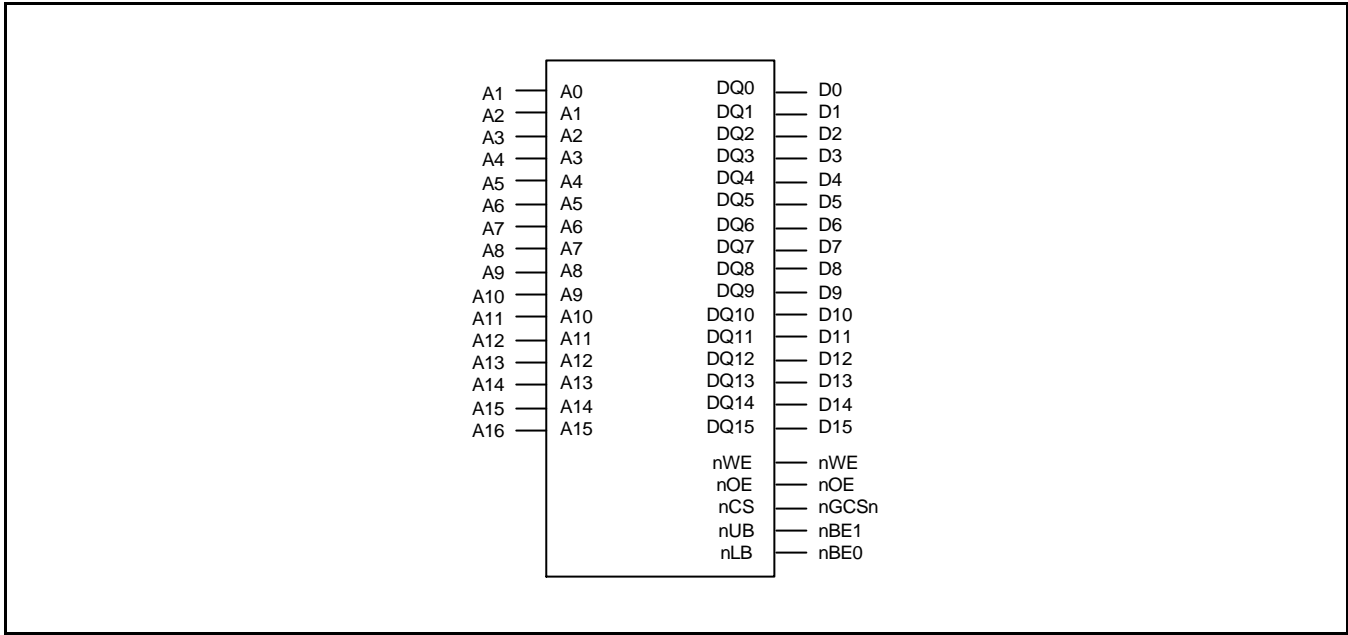 A1 A0 DQ0 D0
A2 A1 DQ1 D1
A3 A2 DQ2 D2
A4 A3 DQ3 D3
A5 A4 DQ4 D4
A6 A5 DQ5 D5
A7 A6 DQ6 D6
A8 A7 DQ7 D7
A9 A8 DQ8 D8
A10 A9 DQ9 D9
A11 A10 DQ10 D10
A12 A11 DQ11 D11
A13 A12 DQ12 D12
A14 A13 DQ13 D13
A15 A14 DQ14 D14
A16 A15 DQ15 D15
nWE nWE
nOE nOE
nCS nGCSn
nUB nBE1
nLB nBE0